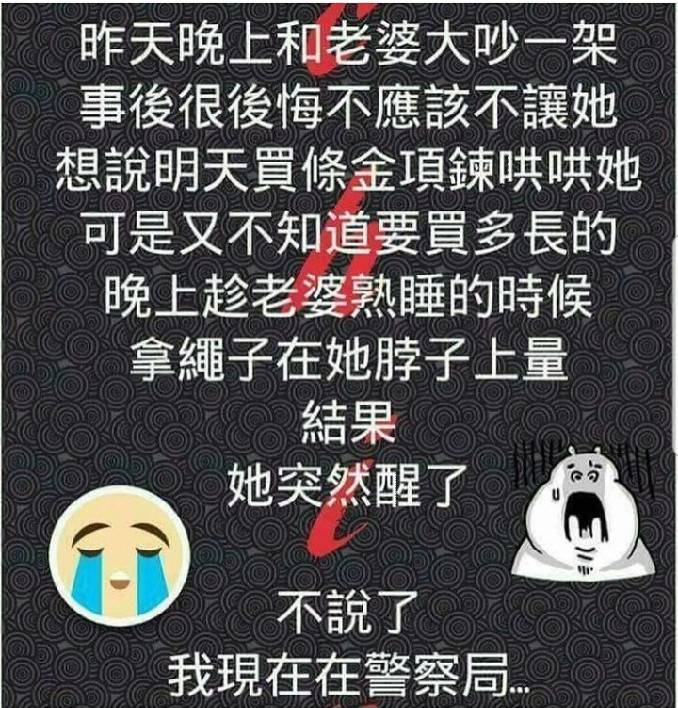 昨天晚上和老婆大吵一架
事後很後悔不應該不讓她
想說明天買條金項鍊哄哄她
可是又不知道要買多長的
晚上趁老婆熟睡的時候
拿繩子在她脖子上量
結果
她突然醒了
不說了
我現在在警察局...